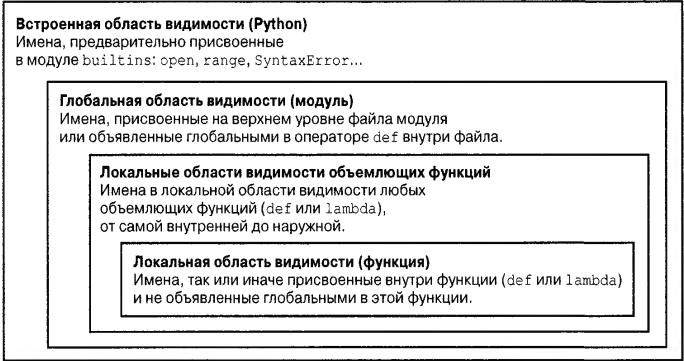 Встроенная область видимости (Python)
Имена, предварительно присвоенные
в модуле builtins: open, range, SyntaxError...
Глобальная область видимости (модуль)
Имена, присвоенные на верхнем уровне файла модуля
или объявленные глобальными в операторе def внутри файла.
Локальные области видимости объемлющих функций
Имена в локальной области видимости любых
объемлющих функций (def или lambda),
от самой внутренней до наружной.
Локальная область видимости (функция)
Имена, так или иначе присвоенные внутри функции (def или lambda)
и не объявленные глобальными в этой функции.